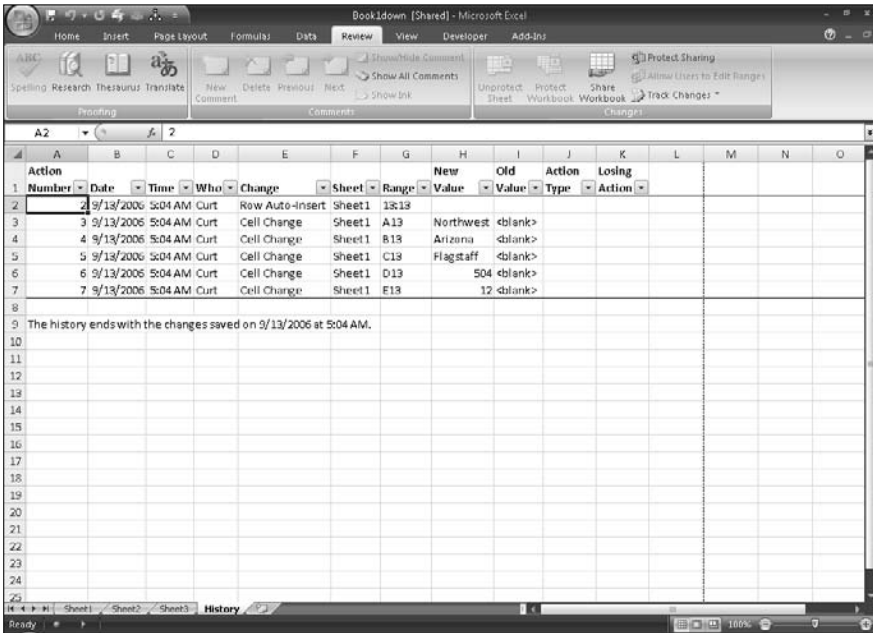 Book1down [Shared] - Microsoft Excel
Home Insert Page Layout Formulas Data Review View Developer Add-Ins
ABC
Spelling Research Thesaurus Translate
Proofing
New Comment Delete Previous Next
Show/Hide Comment
Show All Comments
Show Ink
Comments
Unprotect Sheet Protect Workbook Share Workbook
Protect Sharing
Allow Users to Edit Ranges
Track Changes
Changes
A2 fx 2
A B C D E F G H I J K L M N O
1 Action Number Date Time Who Change Sheet Range New Value Old Value Action Type Losing Action
2 2 9/13/2006 5:04 AM Curt Row Auto-Insert Sheet1 13:13
3 3 9/13/2006 5:04 AM Curt Cell Change Sheet1 A13 Northwest <blank>
4 4 9/13/2006 5:04 AM Curt Cell Change Sheet1 B13 Arizona <blank>
5 5 9/13/2006 5:04 AM Curt Cell Change Sheet1 C13 Flagstaff <blank>
6 6 9/13/2006 5:04 AM Curt Cell Change Sheet1 D13 504 <blank>
7 7 9/13/2006 5:04 AM Curt Cell Change Sheet1 E13 12 <blank>
8
9 The history ends with the changes saved on 9/13/2006 at 5:04 AM.
10
11
12
13
14
15
16
17
18
19
20
21
22
23
24
25
Sheet1 Sheet2 Sheet3 History
Ready 100%